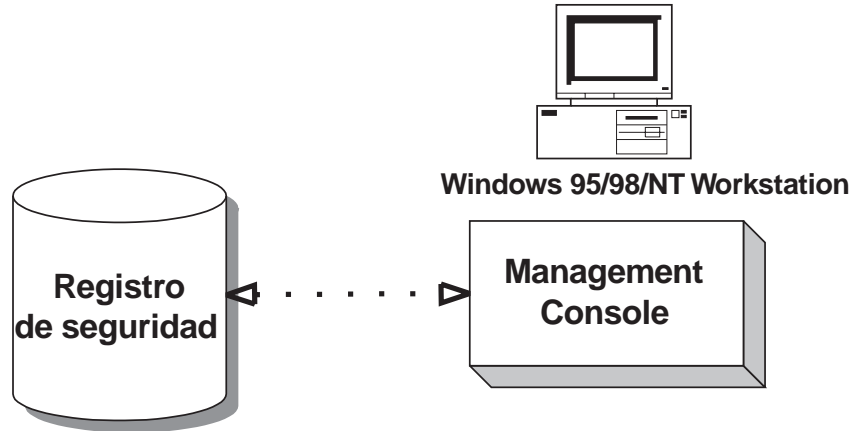 Windows 95/98/NT Workstation
Registro
de seguridad
Management
Console